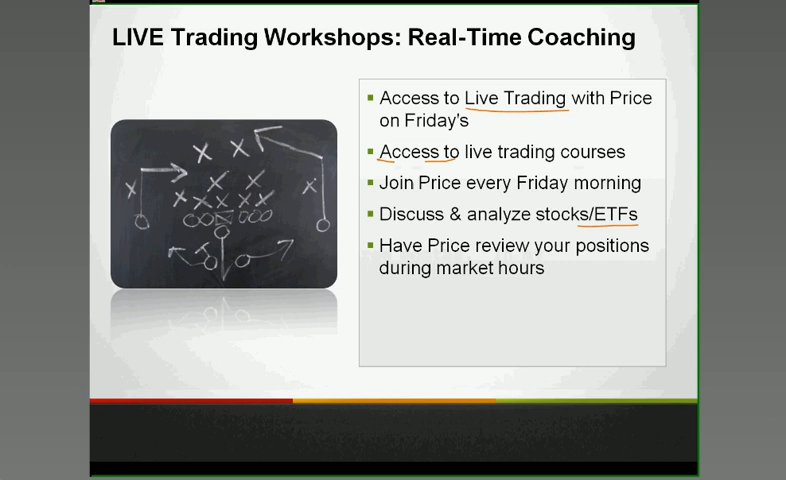 LIVE Trading Workshops: Real-Time Coaching
Access to Live Trading with Price
on Friday's
Access to live trading courses
Join Price every Friday morning
Discuss & analyze stocks/ETFs
Have Price review your positions
during market hours